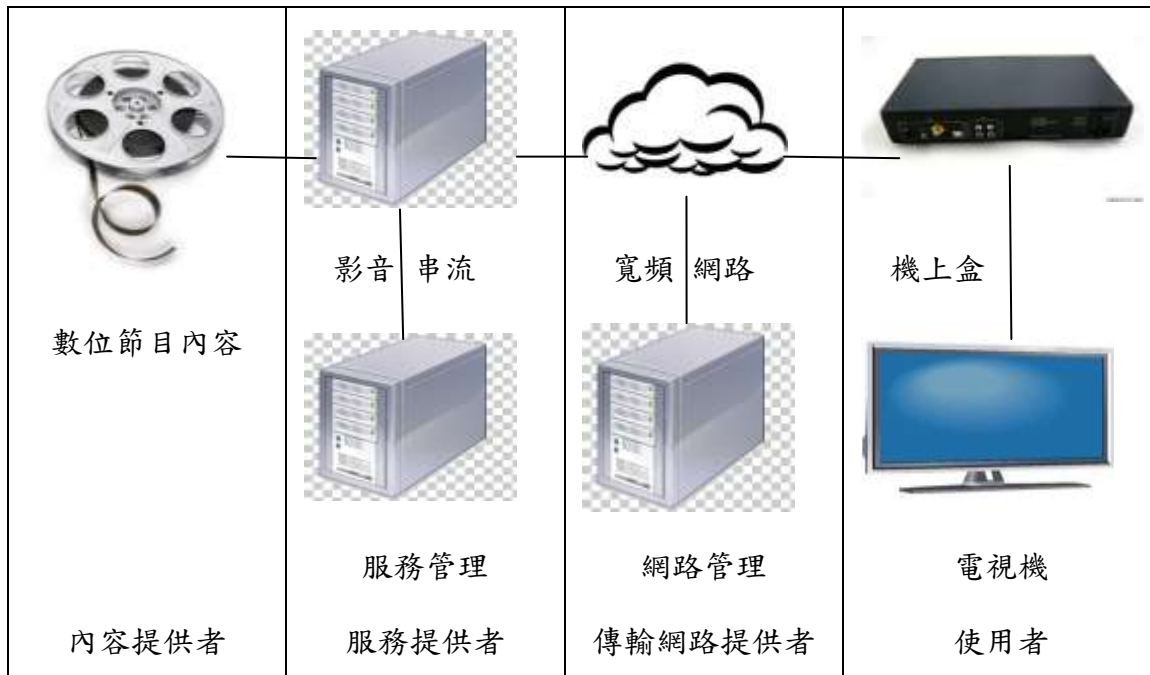 影音 串流
寬頻 網路
機上盒
數位節目內容
服務管理
網路管理
電視機
內容提供者
服務提供者
傳輸網路提供者
使用者